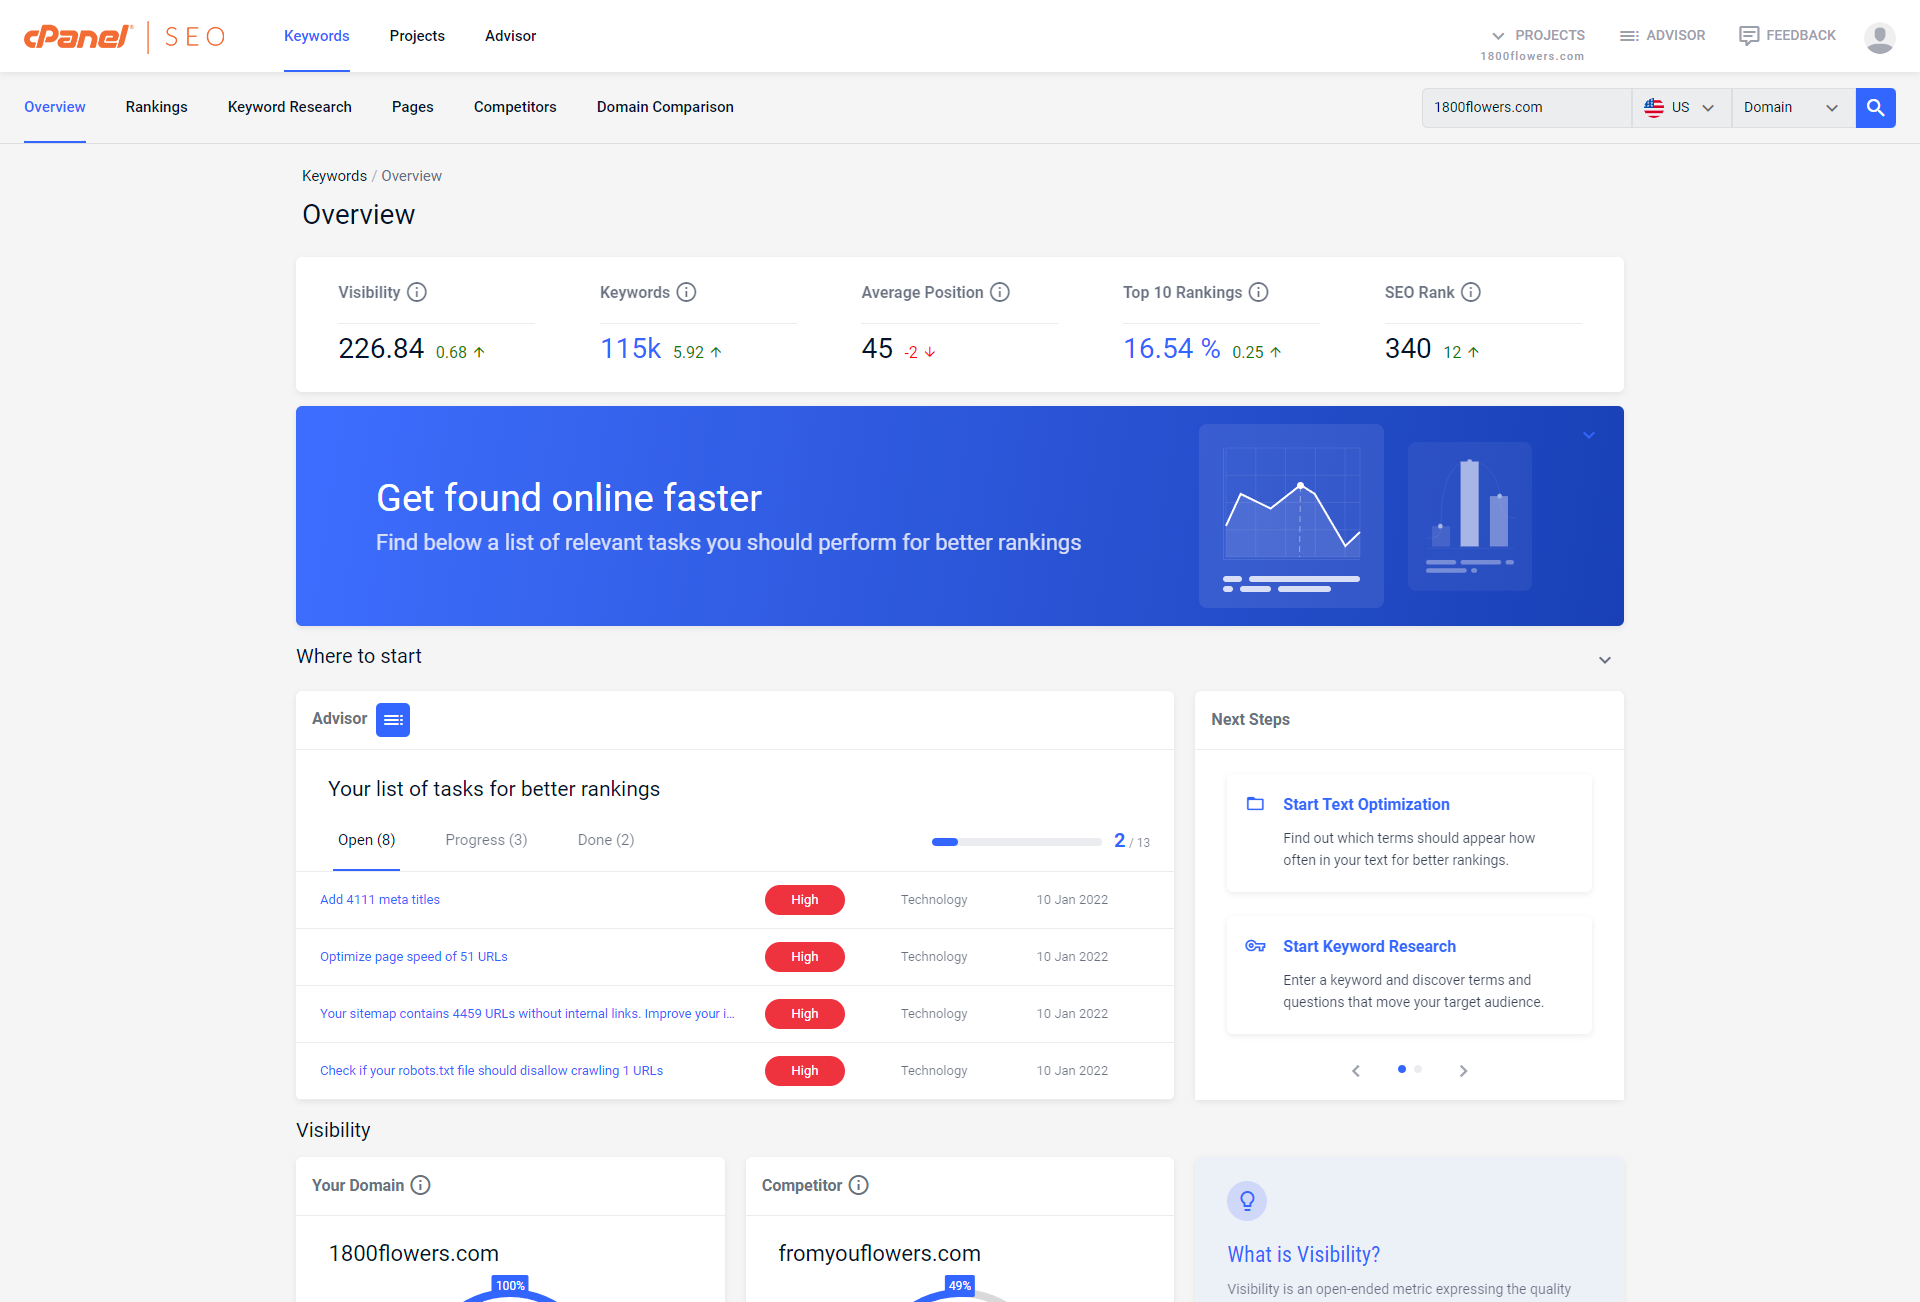 cPanel® SEO
Keywords Projects Advisor
PROJECTS
1800flowers.com
ADVISOR
FEEDBACK
Overview Rankings Keyword Research Pages Competitors Domain Comparison
1800flowers.com US Domain
Keywords / Overview
Overview
Visibility Keywords Average Position Top 10 Rankings SEO Rank
226.84 0.68 115k 5.92 45 -2 16.54 % 0.25 340 12
Get found online faster
Find below a list of relevant tasks you should perform for better rankings
Where to start
Advisor
Your list of tasks for better rankings
Open (8) Progress (3) Done (2) 2 / 13
Add 4111 meta titles High Technology 10 Jan 2022
Optimize page speed of 51 URLs High Technology 10 Jan 2022
Your sitemap contains 4459 URLs without internal links. Improve your i... High Technology 10 Jan 2022
Check if your robots.txt file should disallow crawling 1 URLs High Technology 10 Jan 2022
Next Steps
Start Text Optimization
Find out which terms should appear how
often in your text for better rankings.
Start Keyword Research
Enter a keyword and discover terms and
questions that move your target audience.
Visibility
Your Domain
1800flowers.com
100%
Competitor
fromyouflowers.com
49%
What is Visibility?
Visibility is an open-ended metric expressing the quality